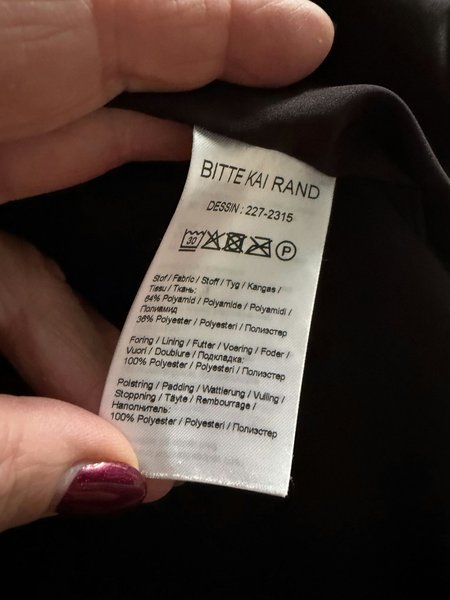 BITTE KAI RAND
DESSIN : 227-2315
30 P
Stof / Fabric / Stoff / Tyg / Kangas /
Tissu / Ткань:
64% Polyamid / Polyamide / Polyamidi /
Полиамид
36% Polyester / Polyesteri / Полиэстер
Foring / Lining / Futter / Voering / Foder /
Vuori / Doublure / Подкладка:
100% Polyester / Polyesteri / Полиэстер
Polstring / Padding / Wattierung / Vulling /
Stoppning / Täyte / Rembourrage /
Наполнитель:
100% Polyester / Polyesteri / Полиэстер